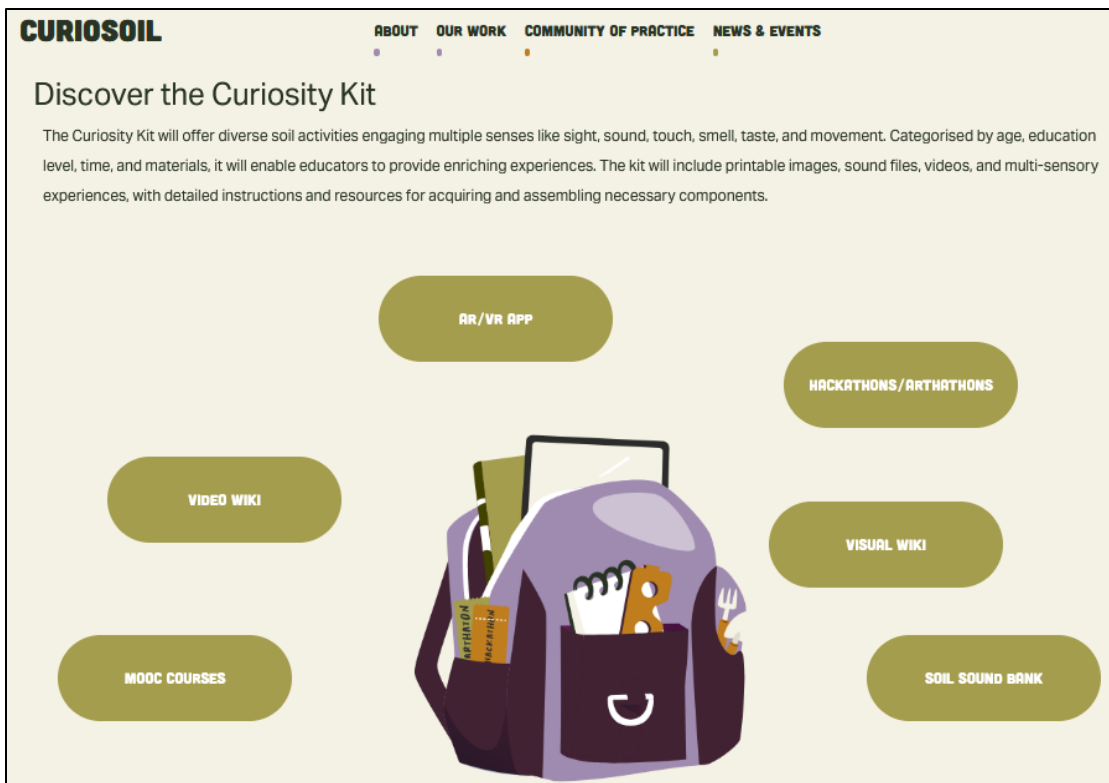 CURIOSOIL
ABOUT OUR WORK COMMUNITY OF PRACTICE NEWS & EVENTS
Discover the Curiosity Kit
The Curiosity Kit will offer diverse soil activities engaging multiple senses like sight, sound, touch, smell, taste, and movement. Categorised by age, education
level, time, and materials, it will enable educators to provide enriching experiences. The kit will include printable images, sound files, videos, and multi-sensory
experiences, with detailed instructions and resources for acquiring and assembling necessary components.
AR/VR APP
HACKATHONS/ARTHATHONS
VIDEO WIKI
VISUAL WIKI
ARTHATON
HACKATHON
MOOC COURSES
SOIL SOUND BANK